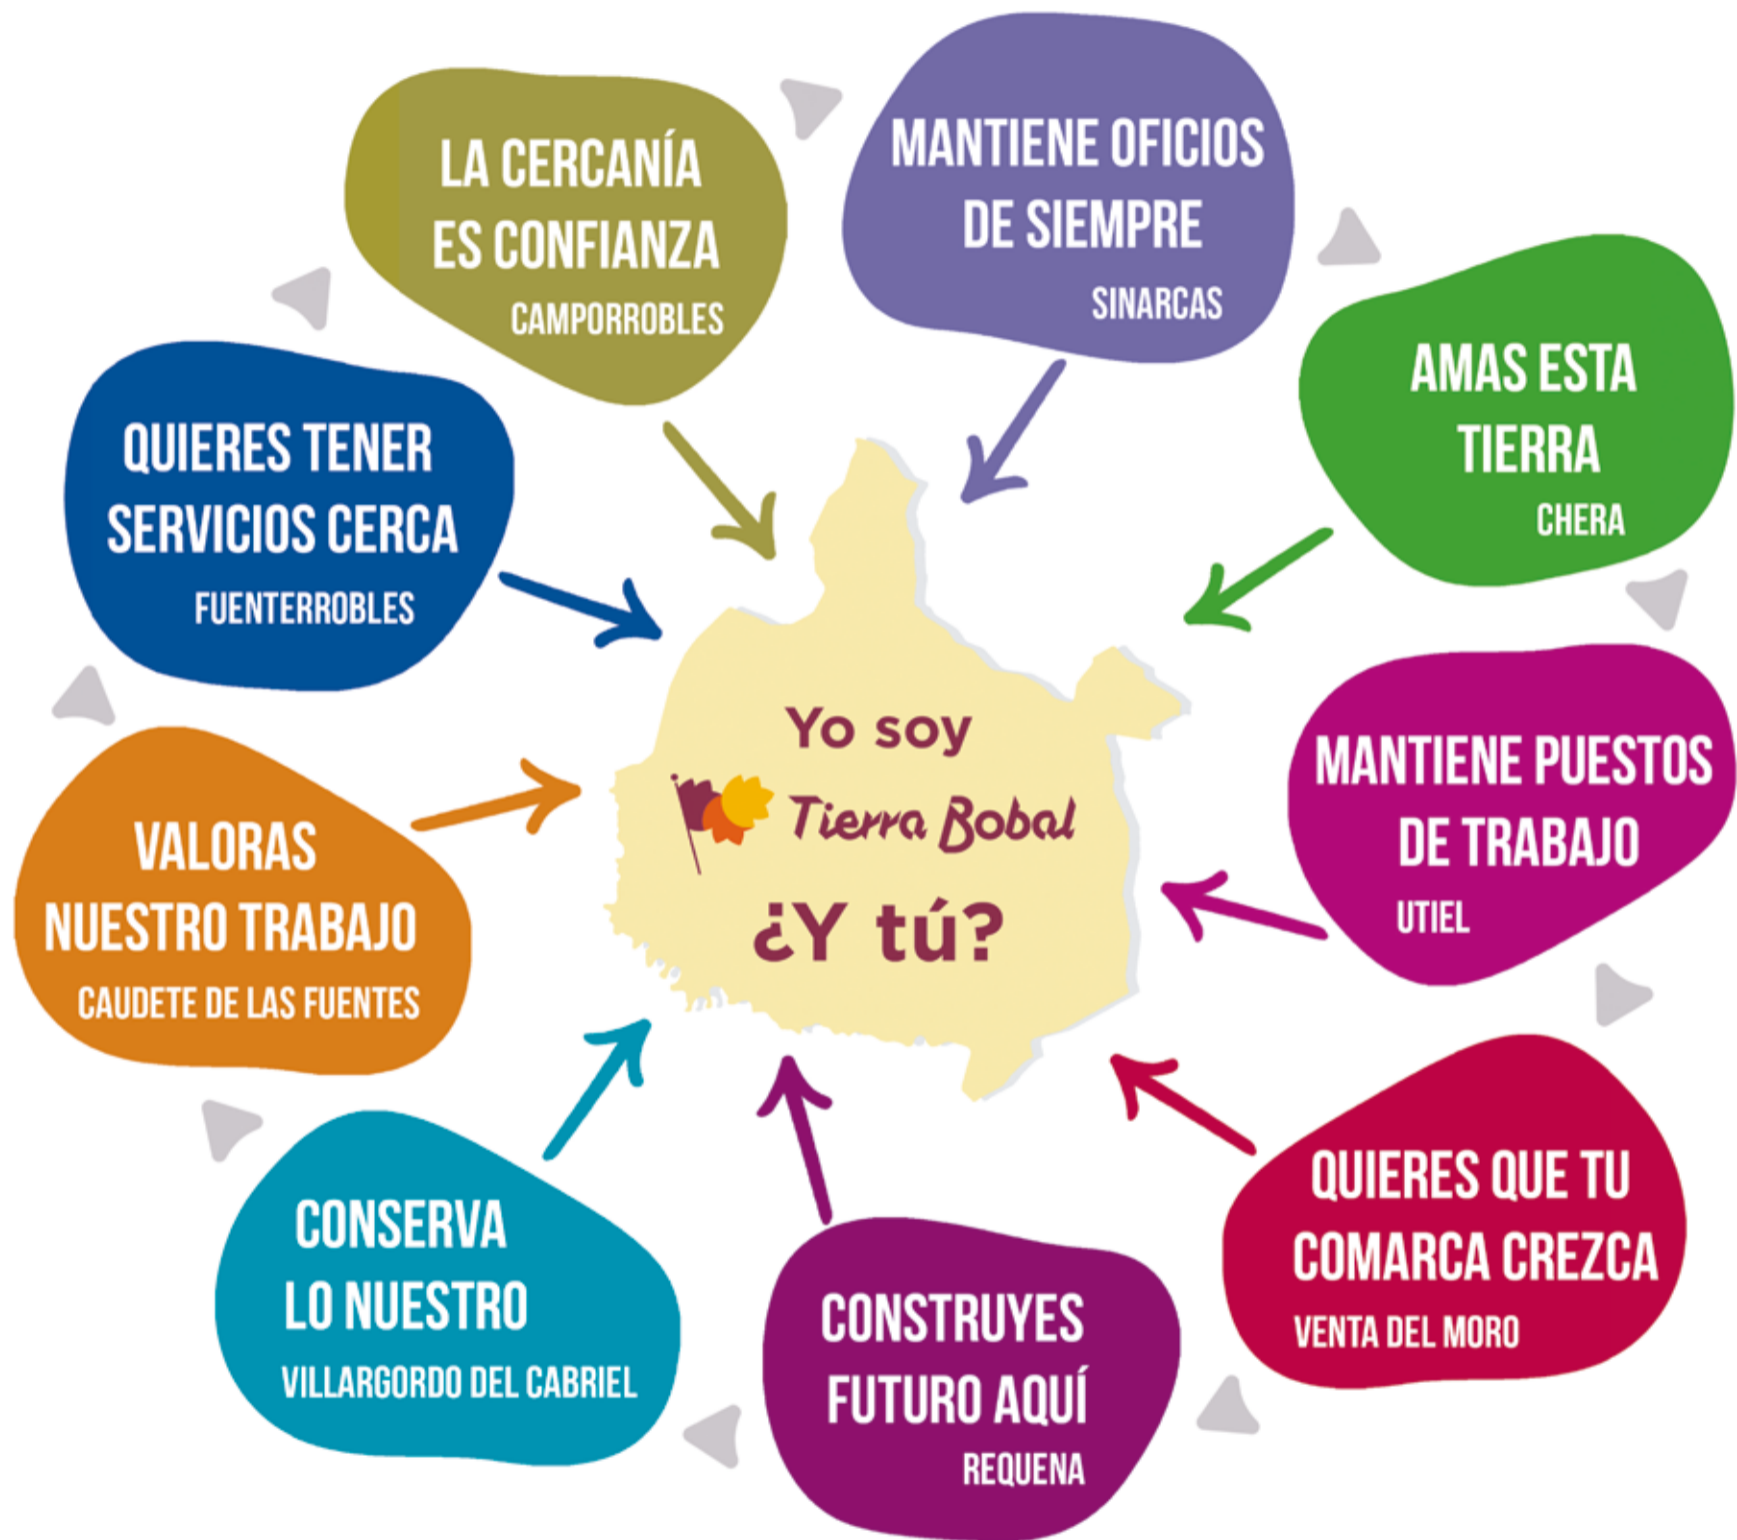 LA CERCANÍA
ES CONFIANZA
CAMPORROBLES
MANTIENE OFICIOS
DE SIEMPRE
SINARCAS
AMAS ESTA
TIERRA
CHERA
MANTIENE PUESTOS
DE TRABAJO
UTIEL
QUIERES QUE TU
COMARCA CREZCA
VENTA DEL MORO
CONSTRUYES
FUTURO AQUÍ
REQUENA
CONSERVA
LO NUESTRO
VILLARGORDO DEL CABRIEL
VALORAS
NUESTRO TRABAJO
CAUDETE DE LAS FUENTES
QUIERES TENER
SERVICIOS CERCA
FUENTERROBLES
Yo soy
Tierra Bobal
¿Y tú?